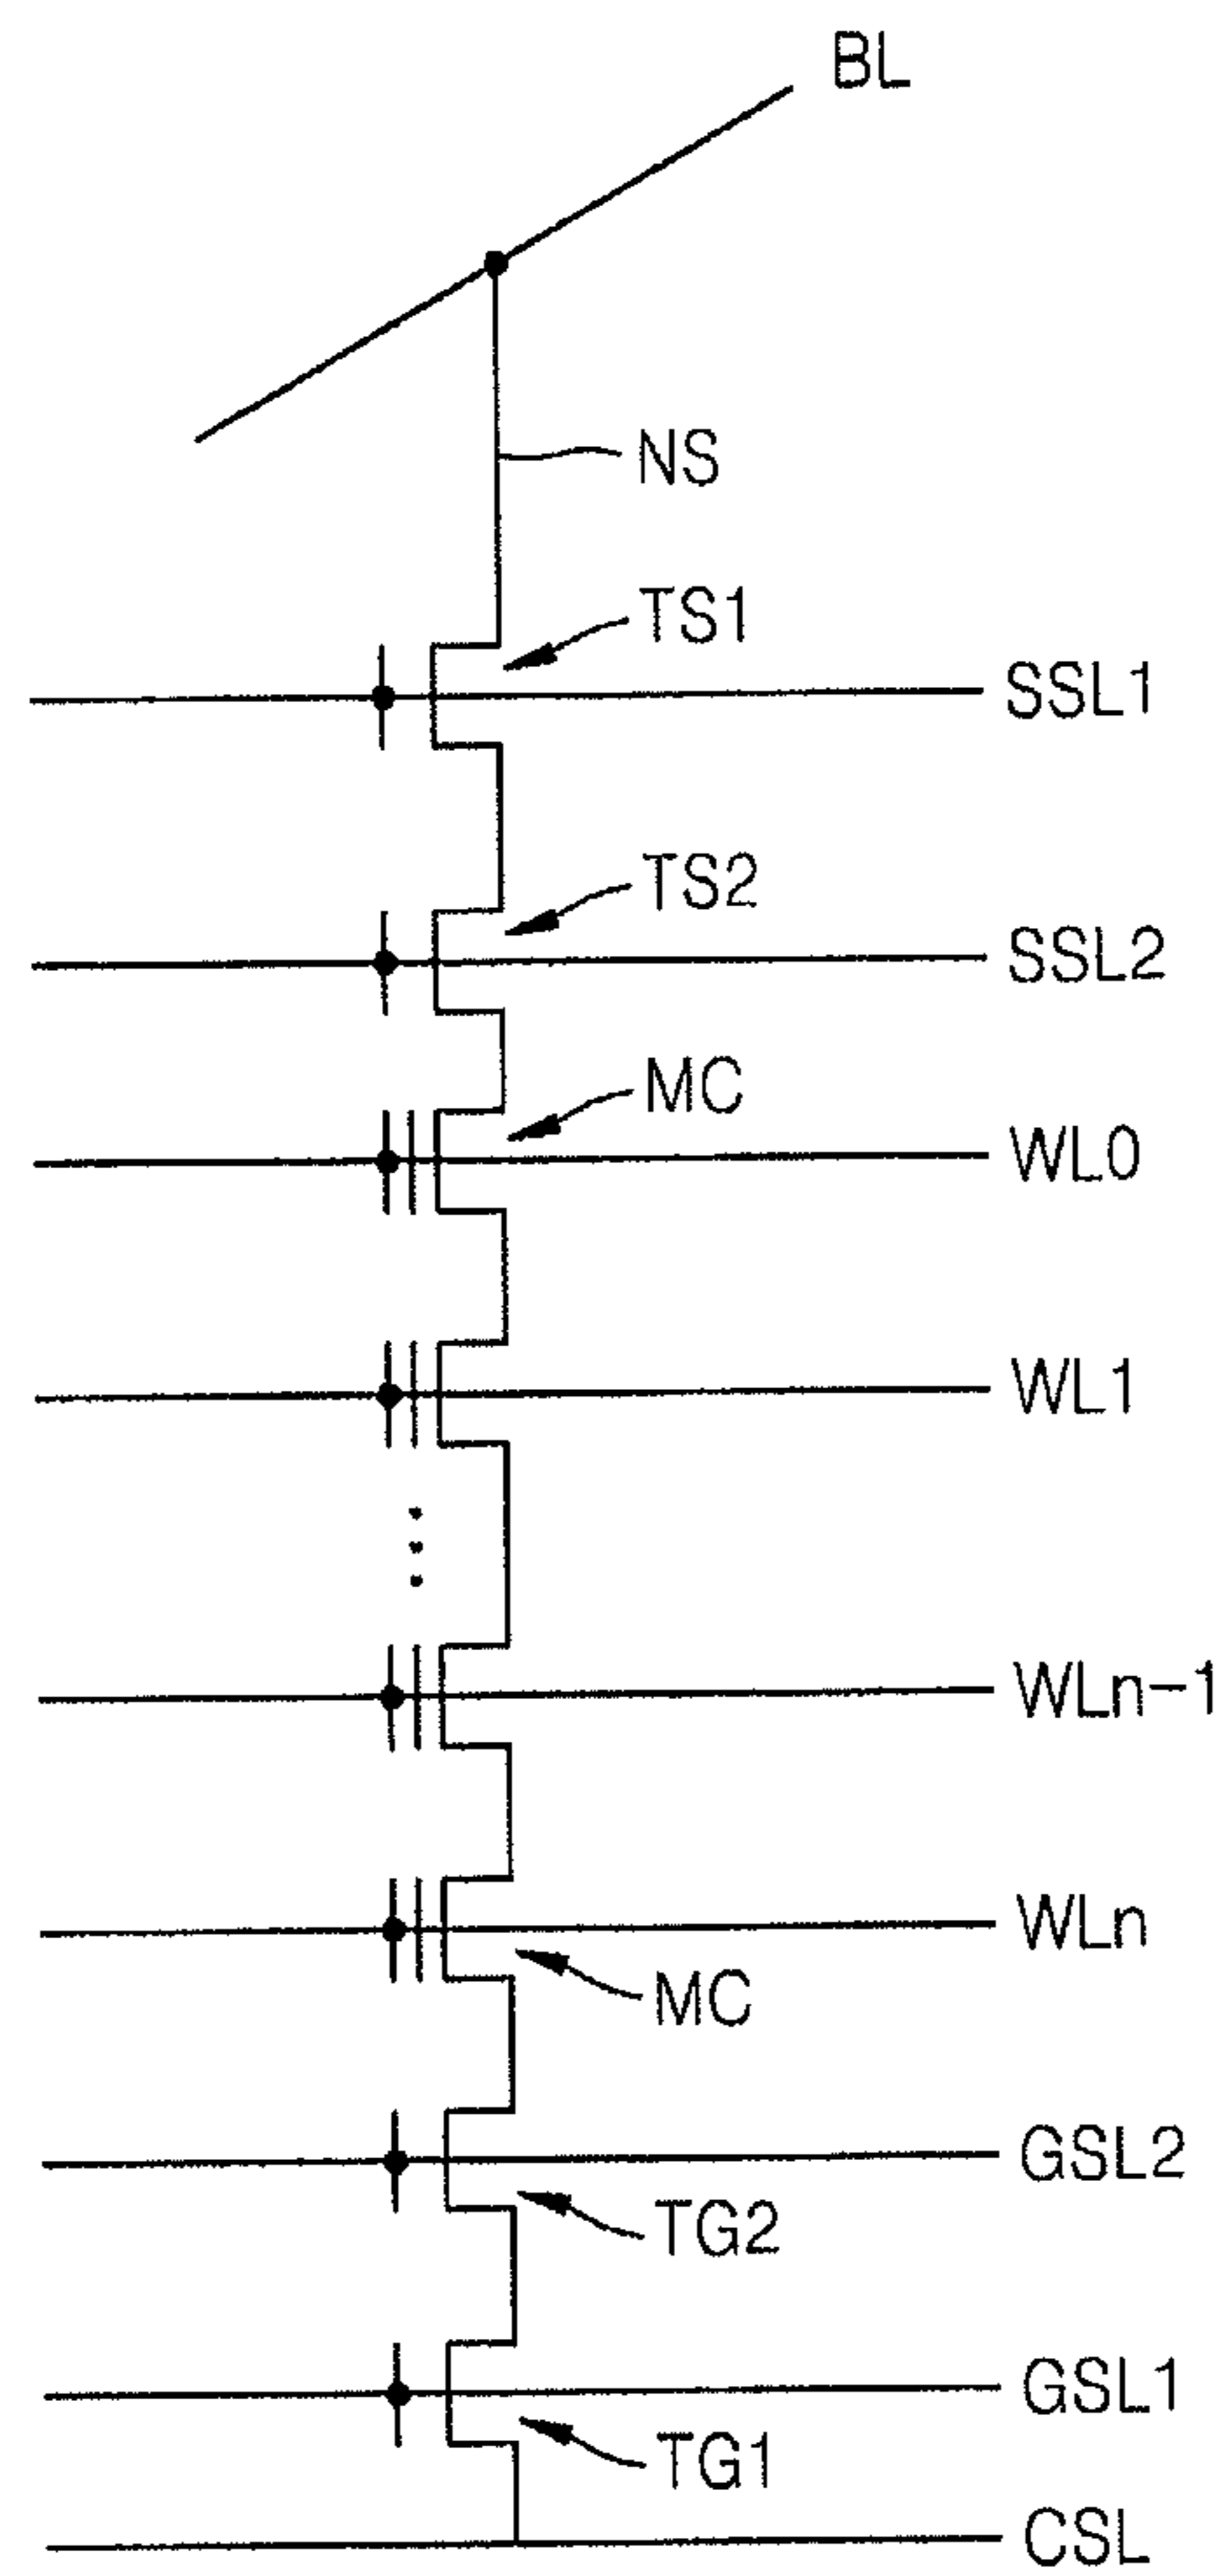 BL
NS
TS1
SSL1
TS2
SSL2
MC
WL0
WL1
WLn-1
WLn
MC
GSL2
TG2
GSL1
TG1
CSL